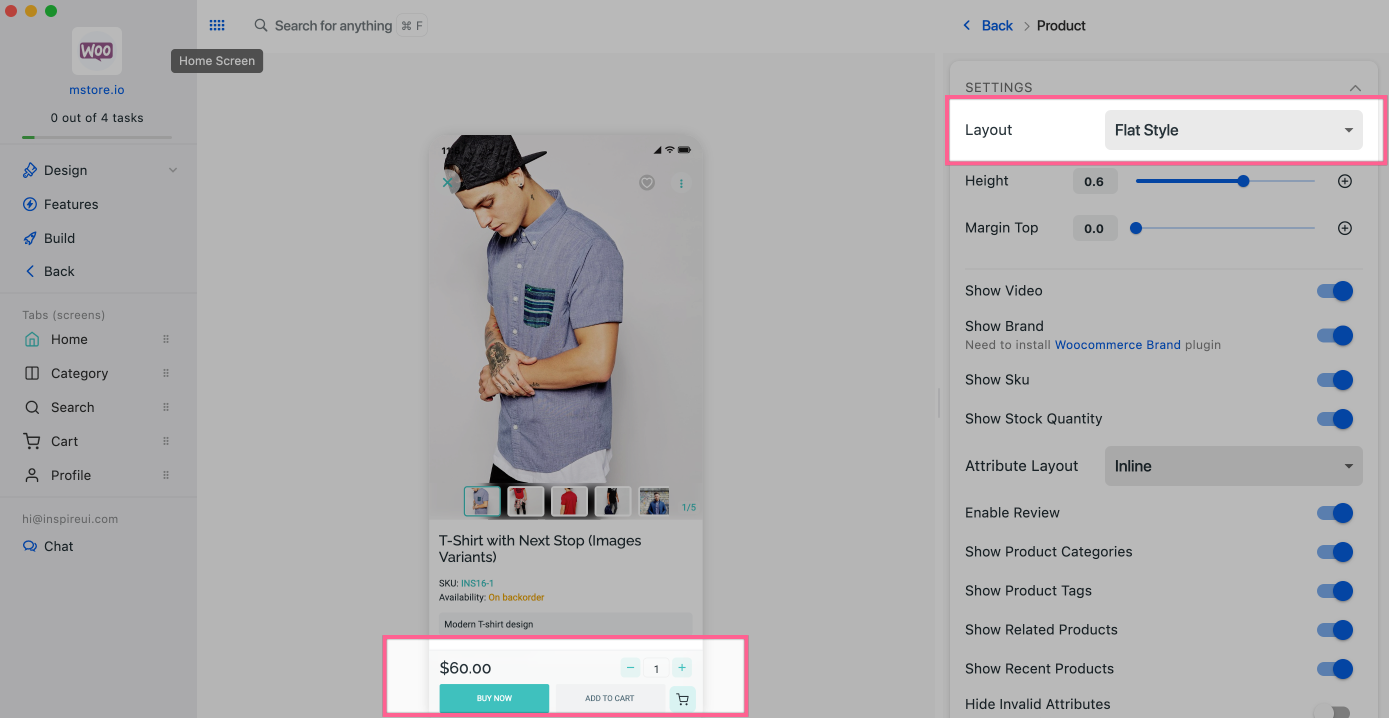 Search for anything
⌘ F
Back
Product
WOO
Home Screen
mstore.io
0 out of 4 tasks
Design
Features
Build
Back
Tabs (screens)
Home
Category
Search
Cart
Profile
hi@inspireui.com
Chat
1/5
T-Shirt with Next Stop (Images
Variants)
SKU: INS16-1
Availability: On backorder
Modern T-shirt design
$60.00
− 1 +
BUY NOW
ADD TO CART
SETTINGS
Layout
Flat Style
Height
0.6
Margin Top
0.0
Show Video
Show Brand
Need to install Woocommerce Brand plugin
Show Sku
Show Stock Quantity
Attribute Layout
Inline
Enable Review
Show Product Categories
Show Product Tags
Show Related Products
Show Recent Products
Hide Invalid Attributes